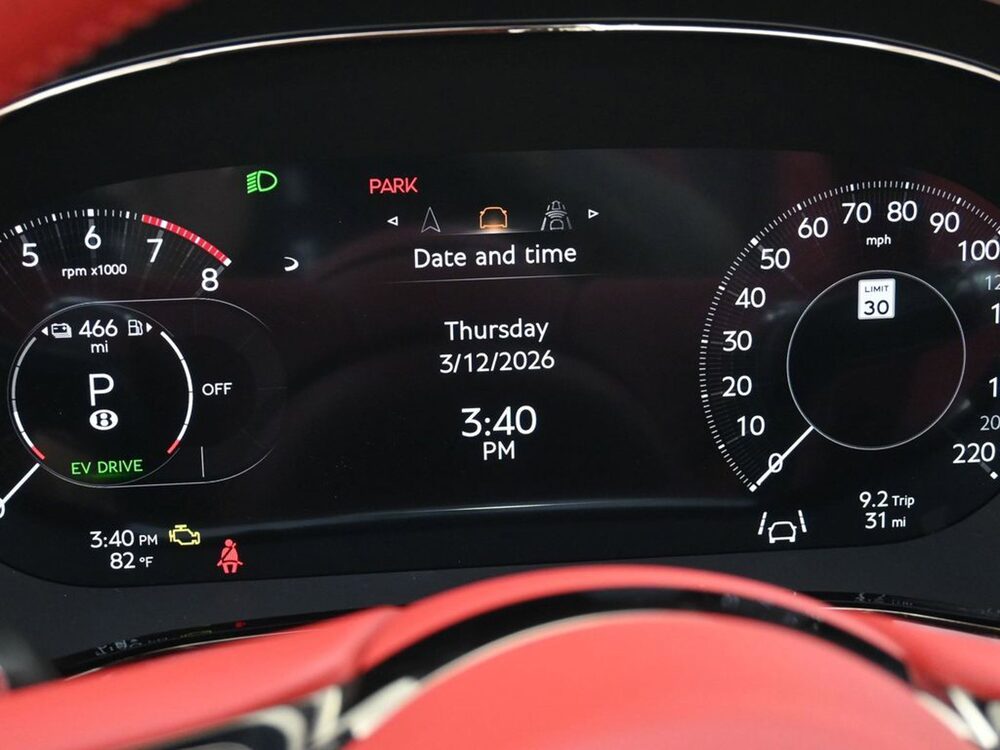 PARK
Date and time
Thursday
3/12/2026
3:40
PM
5
6
7
8
rpm x1000
466
mi
P
B
OFF
EV DRIVE
3:40 PM
82 °F
0
10
20
30
40
50
60
70
80
90
100
mph
LIMIT
30
220
9.2 Trip
31 mi